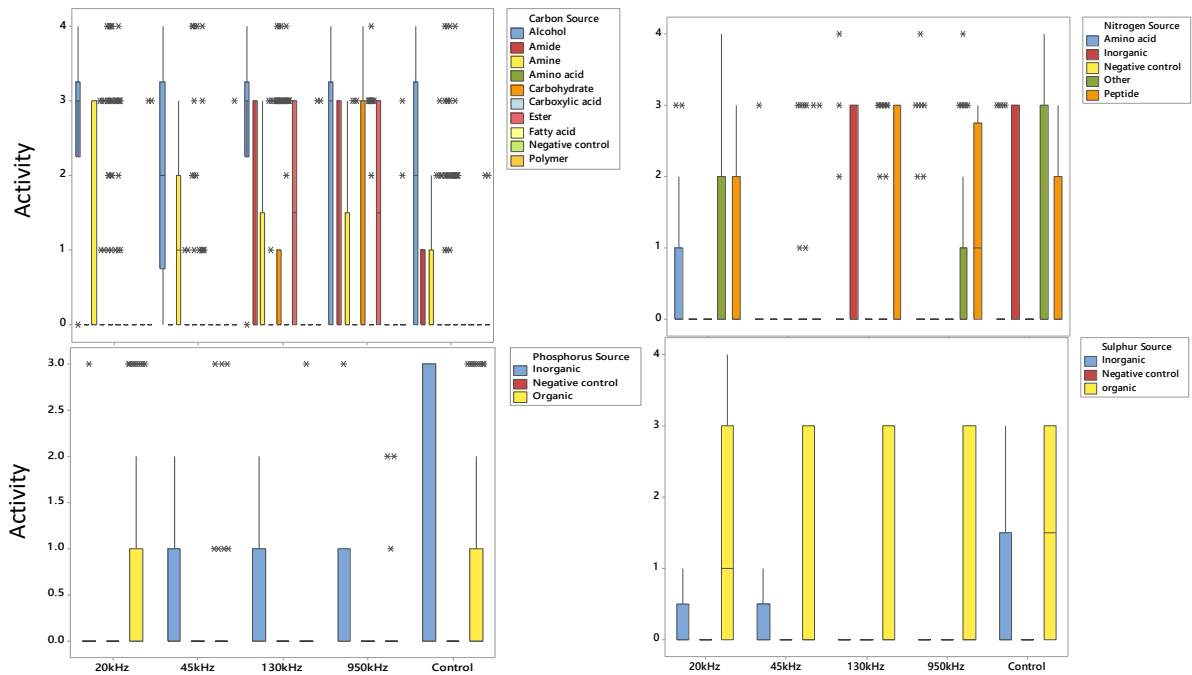 Activity
4
3
2
1
0
Carbon Source
Alcohol
Amide
Amine
Amino acid
Carbohydrate
Carboxylic acid
Ester
Fatty acid
Negative control
Polymer
4
3
2
1
0
Nitrogen Source
Amino acid
Inorganic
Negative control
Other
Peptide
Activity
3.0
2.5
2.0
1.5
1.0
0.5
0.0
20kHz 45kHz 130kHz 950kHz Control
Phosphorus Source
Inorganic
Negative control
Organic
4
3
2
1
0
20kHz 45kHz 130kHz 950kHz Control
Sulphur Source
Inorganic
Negative control
organic